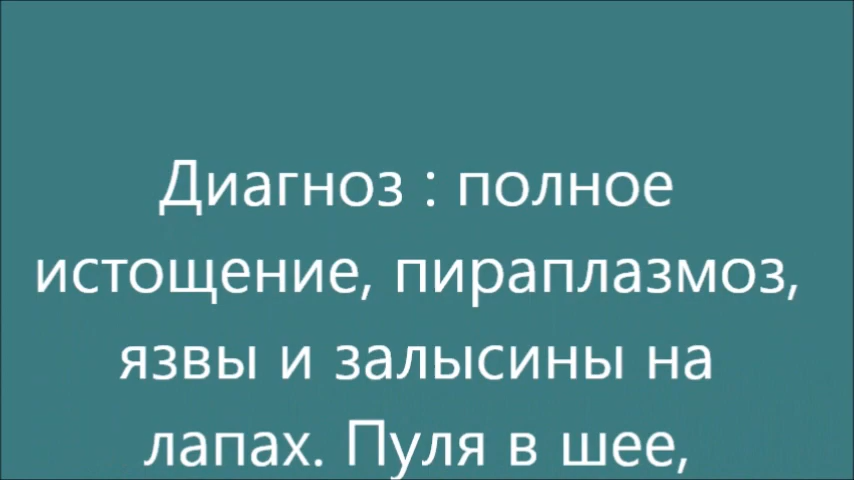 Диагноз : полное
истощение, пираплазмоз,
язвы и залысины на
лапах. Пуля в шее,